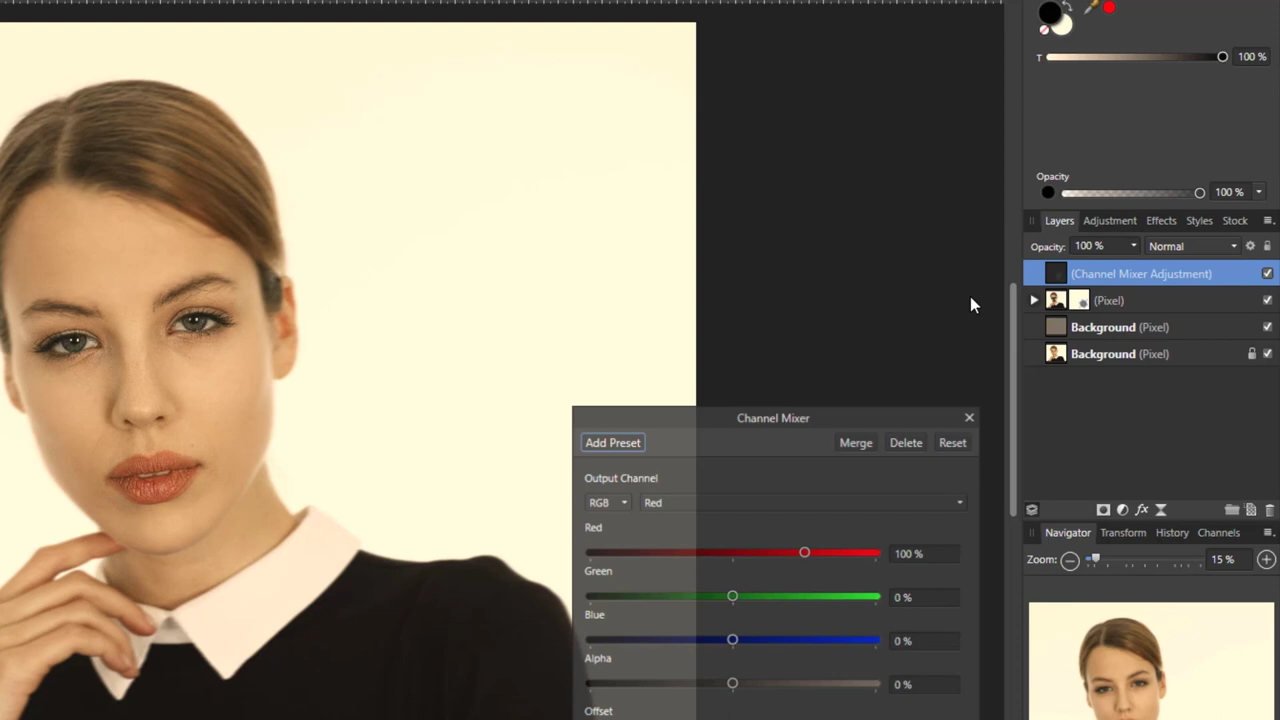 T 100 %
Opacity
100 %
Layers Adjustment Effects Styles Stock
Opacity: 100 % Normal
(Channel Mixer Adjustment)
(Pixel)
Background (Pixel)
Background (Pixel)
Channel Mixer
Add Preset Merge Delete Reset
Output Channel
RGB Red
Red
100 %
Green
0 %
Blue
0 %
Alpha
0 %
Offset
fx
Navigator Transform History Channels
Zoom: 15 %